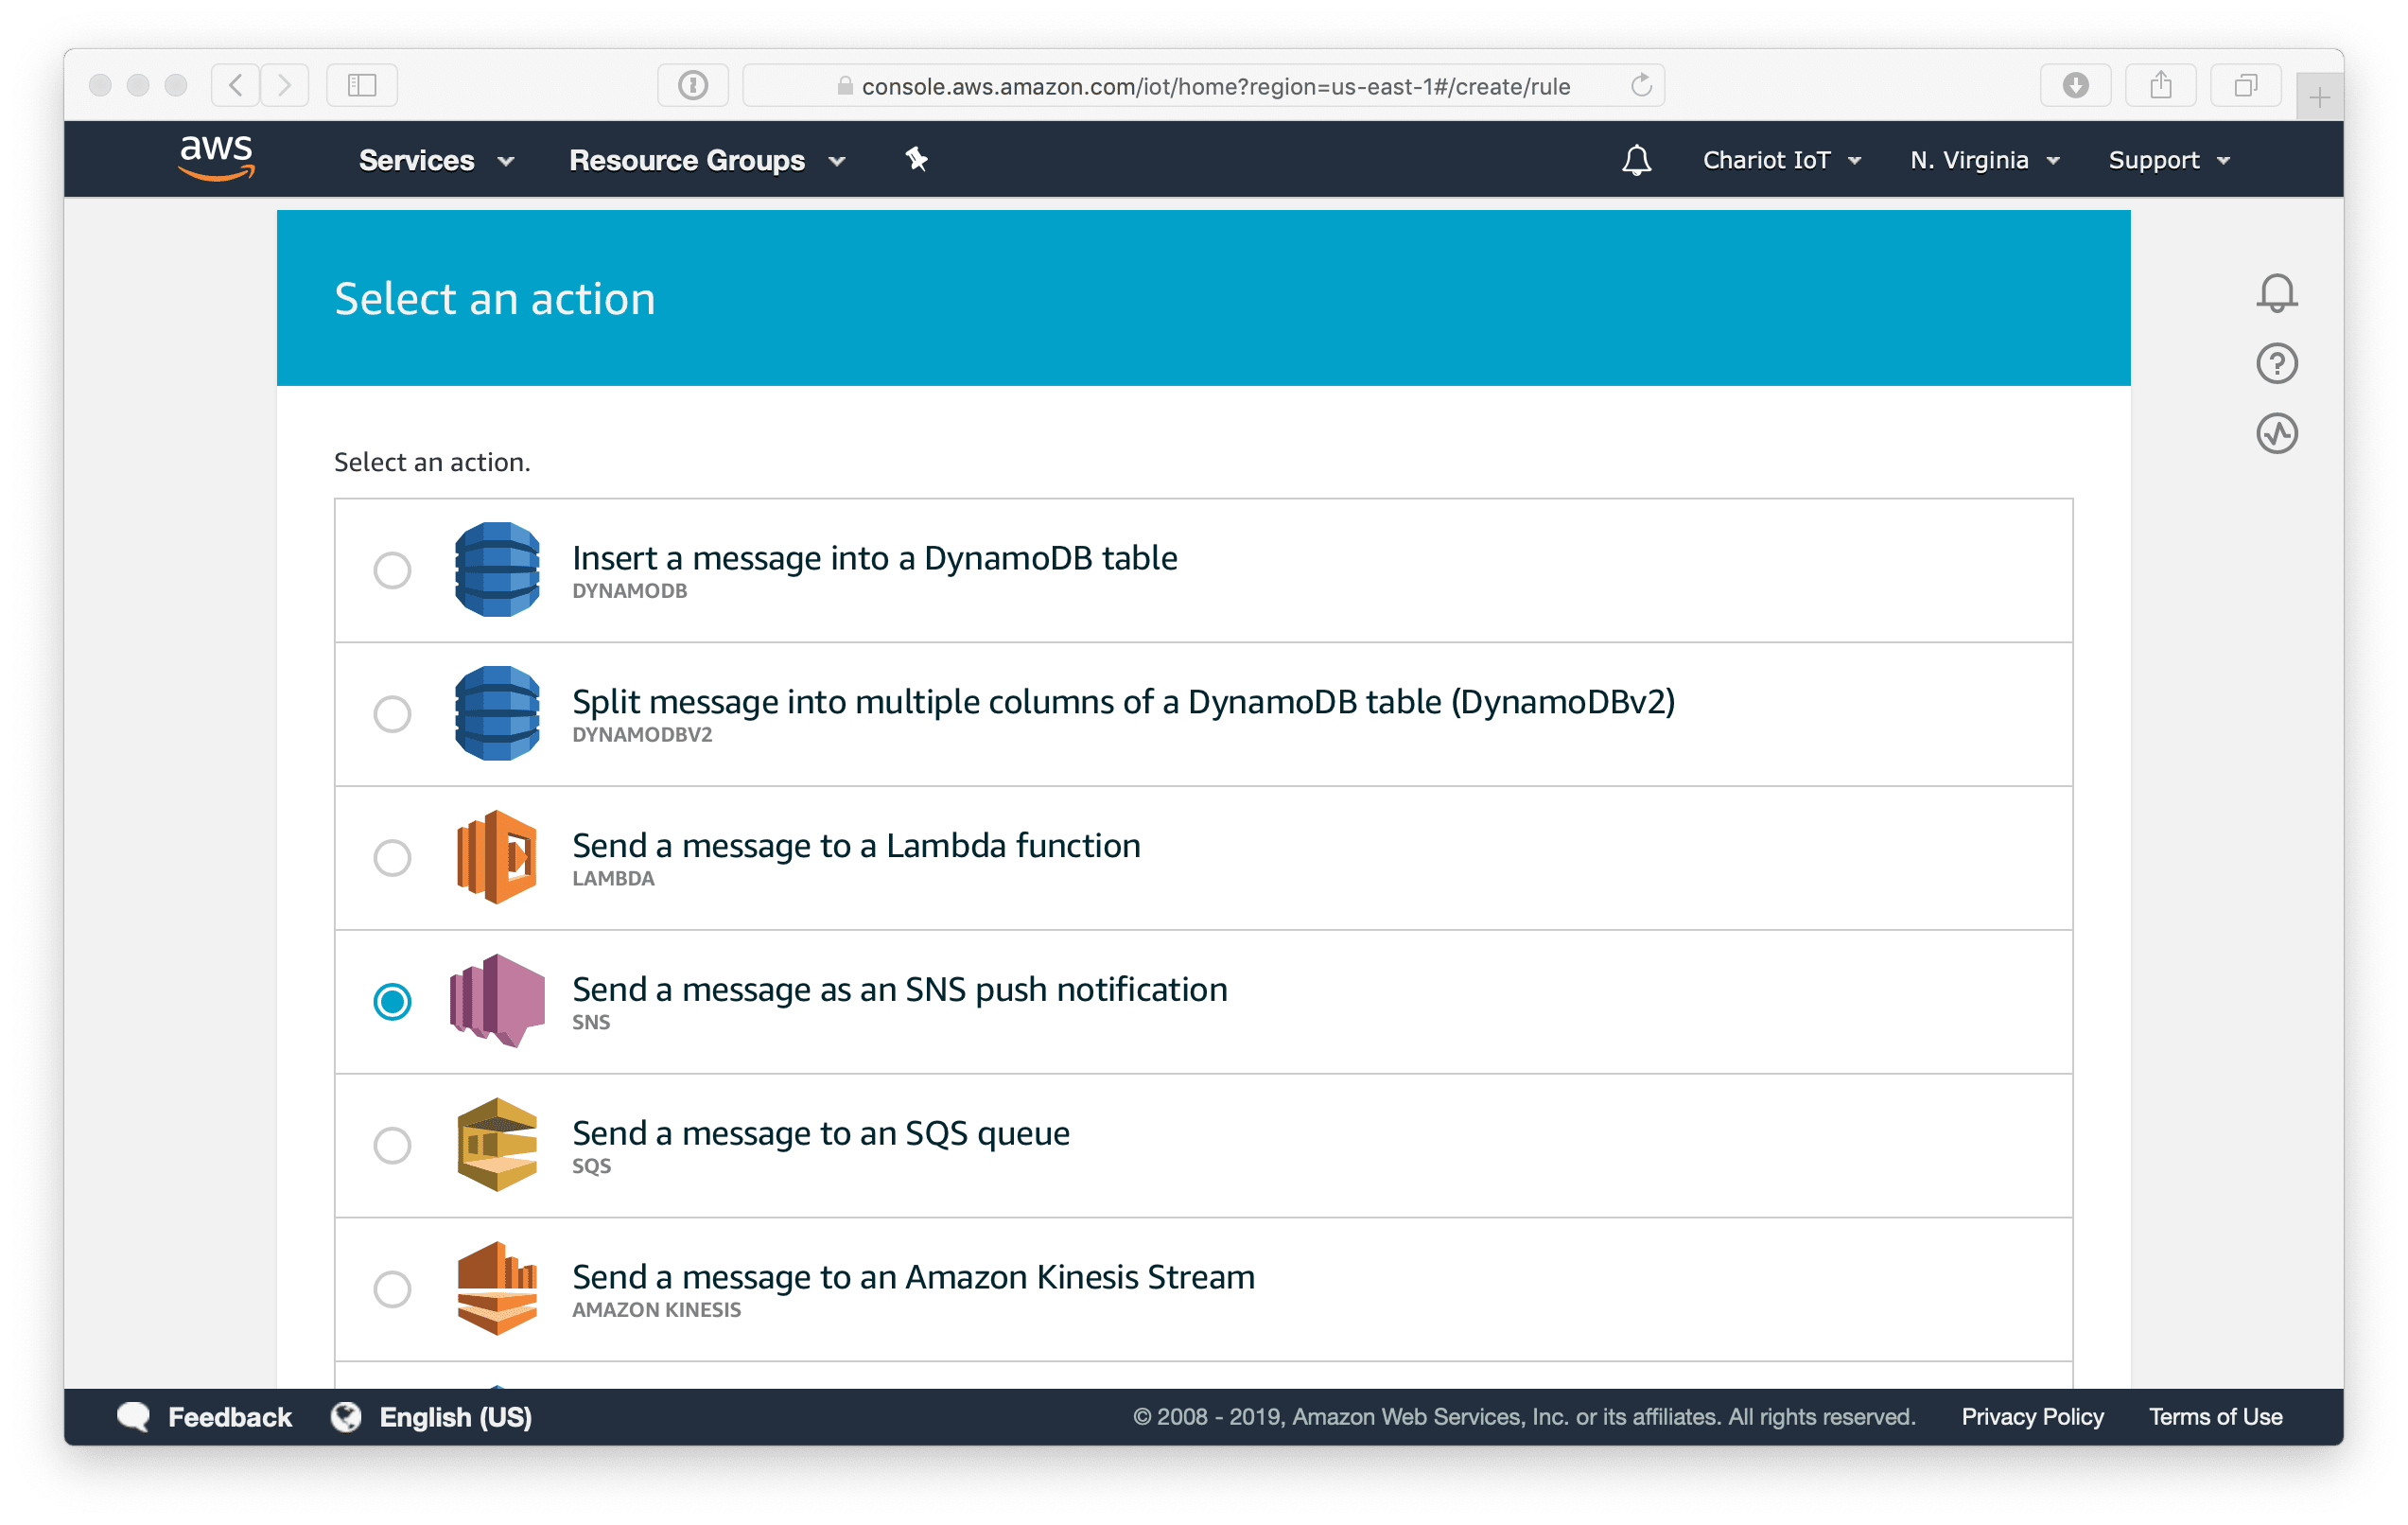 console.aws.amazon.com/iot/home?region=us-east-1#/create/rule
aws Services Resource Groups Chariot IoT N. Virginia Support
Select an action
Select an action.
Insert a message into a DynamoDB table
DYNAMODB
Split message into multiple columns of a DynamoDB table (DynamoDBv2)
DYNAMODBV2
Send a message to a Lambda function
LAMBDA
Send a message as an SNS push notification
SNS
Send a message to an SQS queue
SQS
Send a message to an Amazon Kinesis Stream
AMAZON KINESIS
Feedback English (US) © 2008 - 2019, Amazon Web Services, Inc. or its affiliates. All rights reserved. Privacy Policy Terms of Use